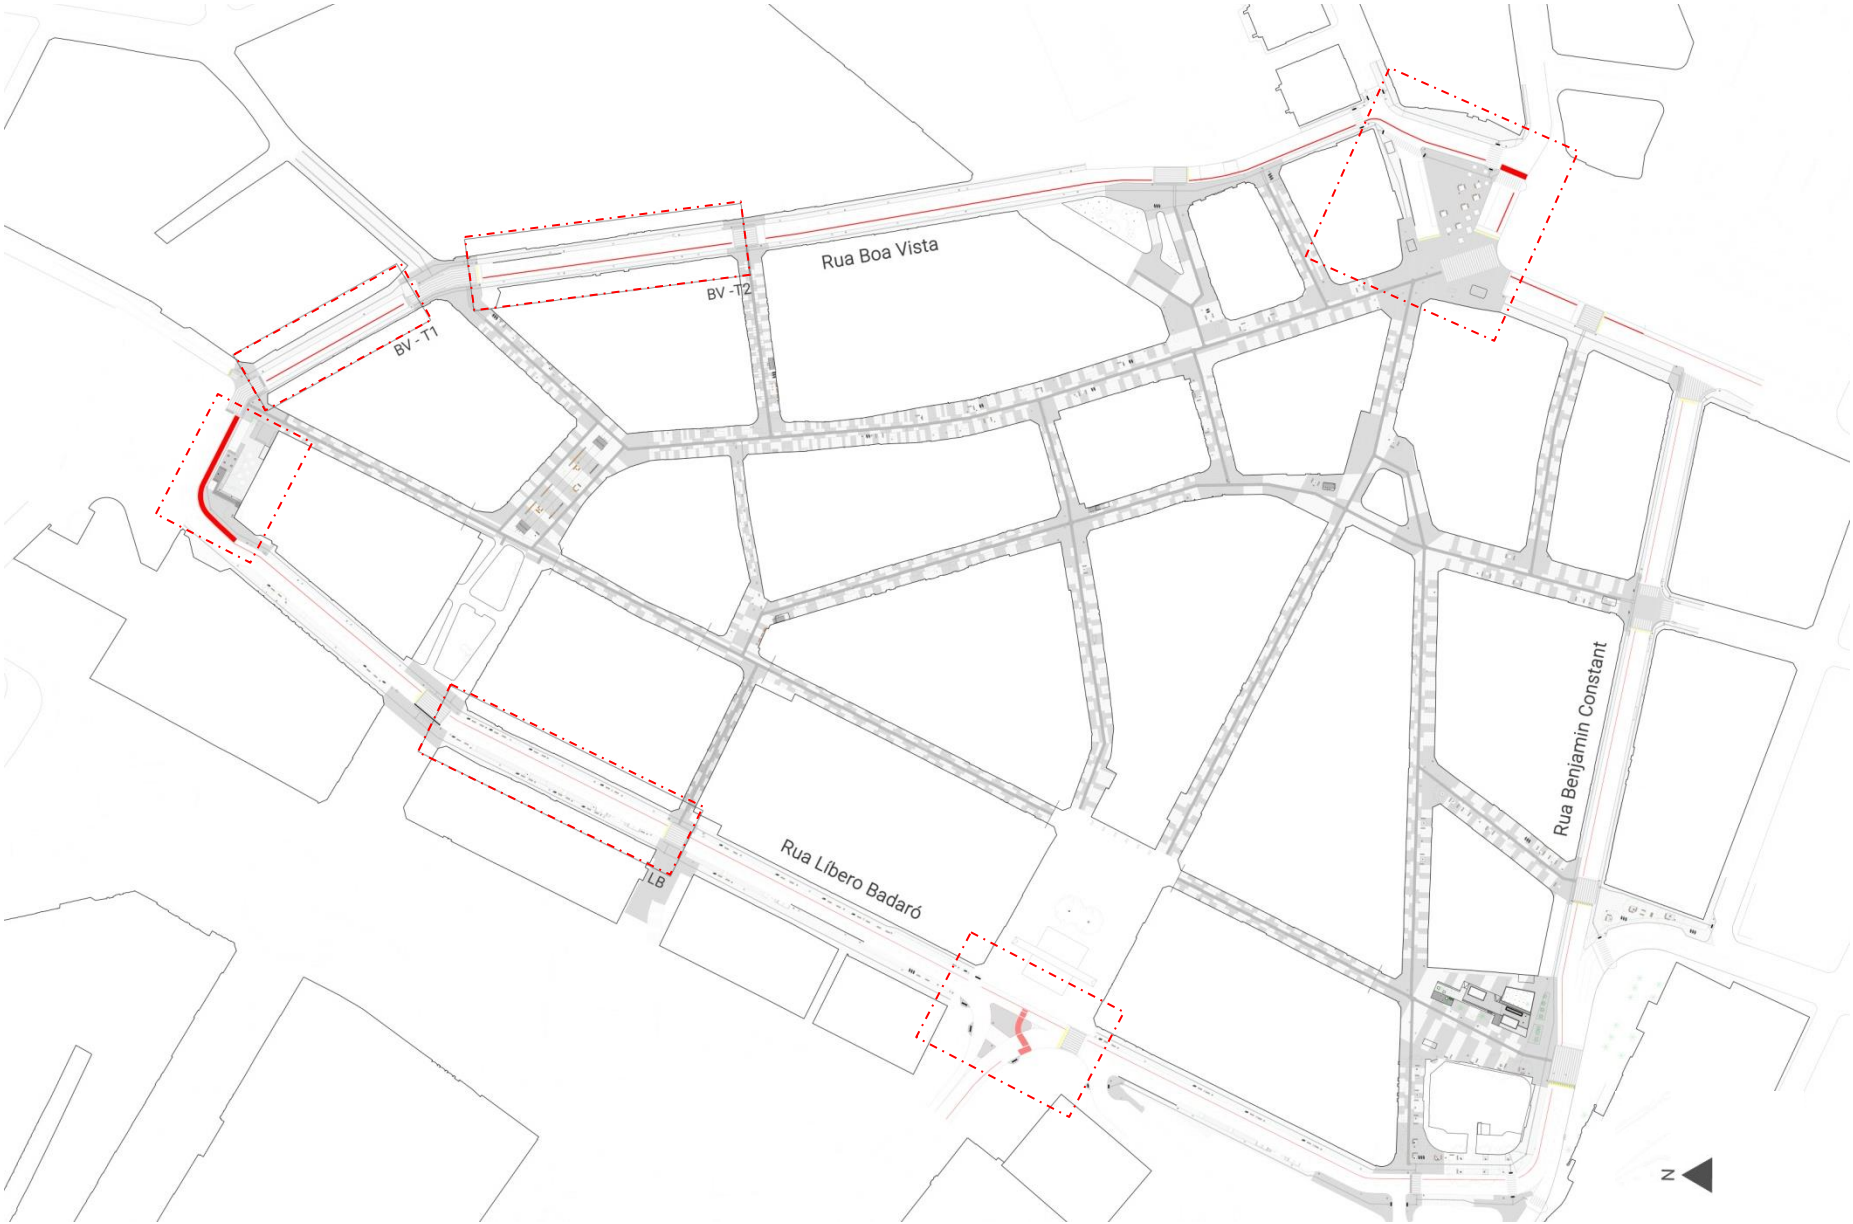 Rua Boa Vista
BV -T2
BV - T1
Rua Benjamin Constant
Rua Líbero Badaró
LB
N